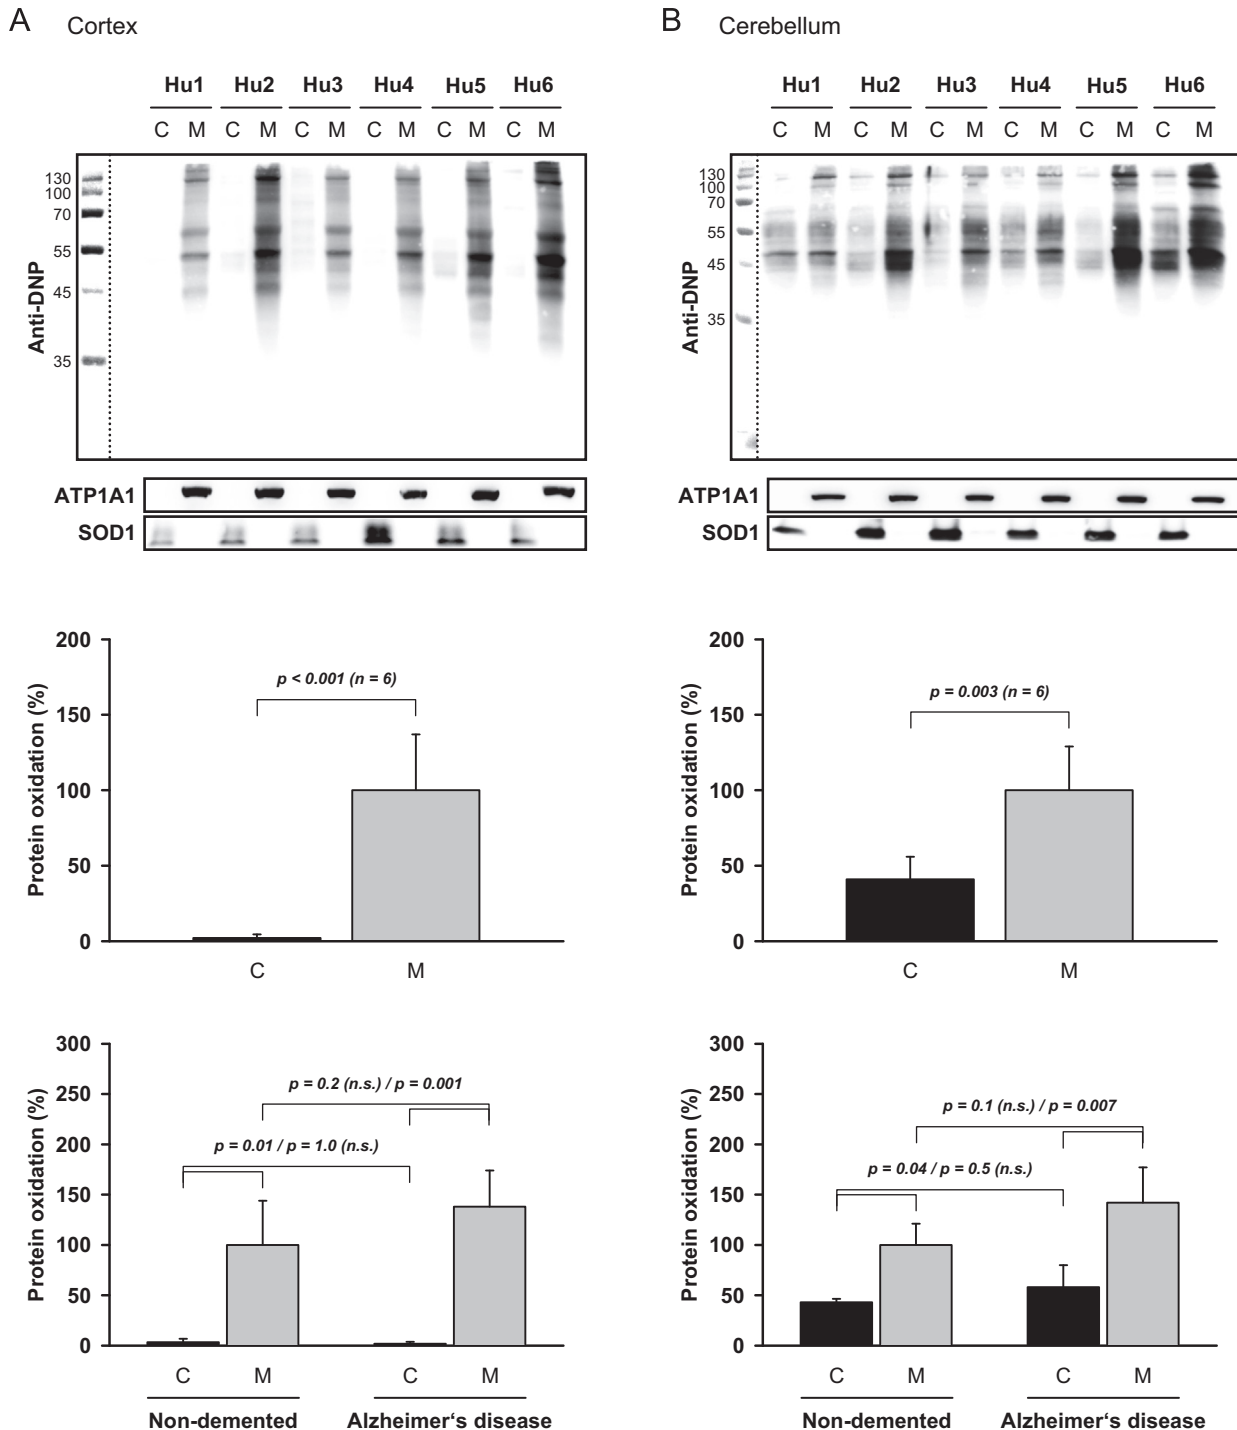 A Cortex
Hu1 Hu2 Hu3 Hu4 Hu5 Hu6
C M C M C M C M C M C M
Anti-DNP
130
100
70
55
45
35
ATP1A1
SOD1
Protein oxidation (%)
200
150
100
50
0
p < 0.001 (n = 6)
C M
Protein oxidation (%)
300
250
200
150
100
50
0
p = 0.2 (n.s.) / p = 0.001
p = 0.01 / p = 1.0 (n.s.)
C M C M
Non-demented Alzheimer‘s disease
B Cerebellum
Hu1 Hu2 Hu3 Hu4 Hu5 Hu6
C M C M C M C M C M C M
Anti-DNP
130
100
70
55
45
35
ATP1A1
SOD1
Protein oxidation (%)
200
150
100
50
0
p = 0.003 (n = 6)
C M
Protein oxidation (%)
300
250
200
150
100
50
0
p = 0.1 (n.s.) / p = 0.007
p = 0.04 / p = 0.5 (n.s.)
C M C M
Non-demented Alzheimer‘s disease